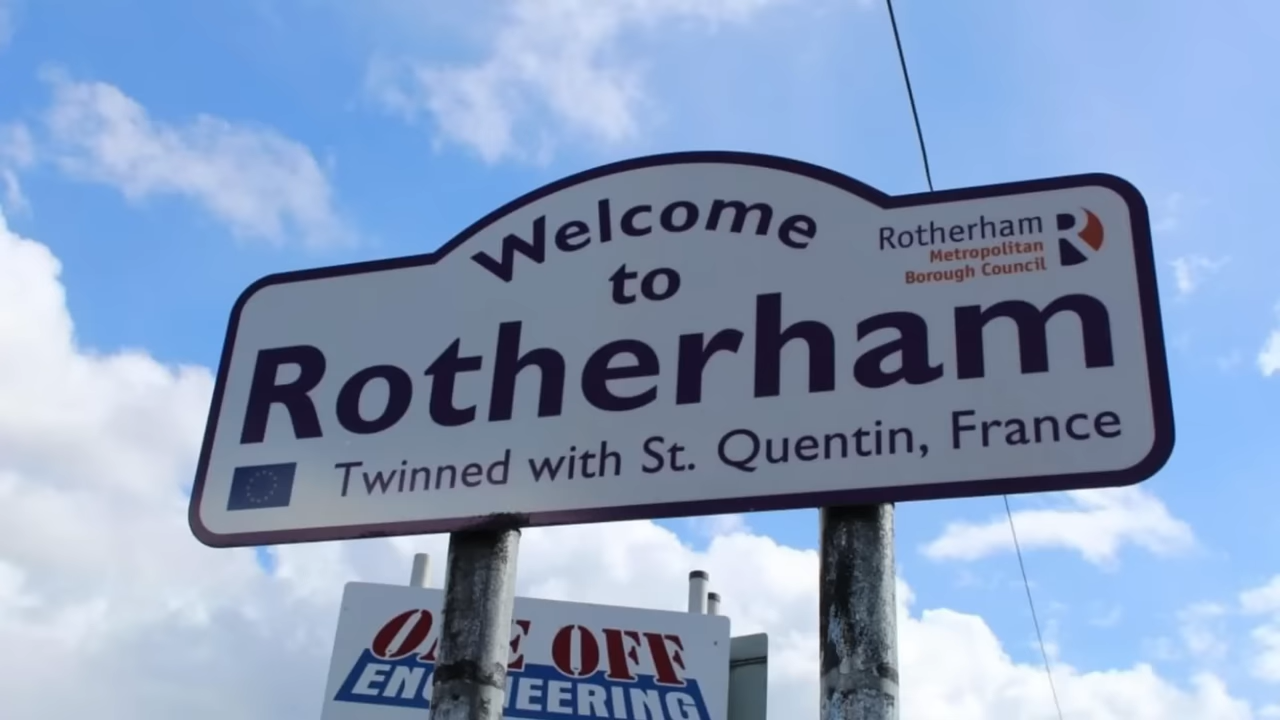 Welcome
to
Rotherham
Twinned with St. Quentin, France
Rotherham
Metropolitan
Borough Council
R
OFF